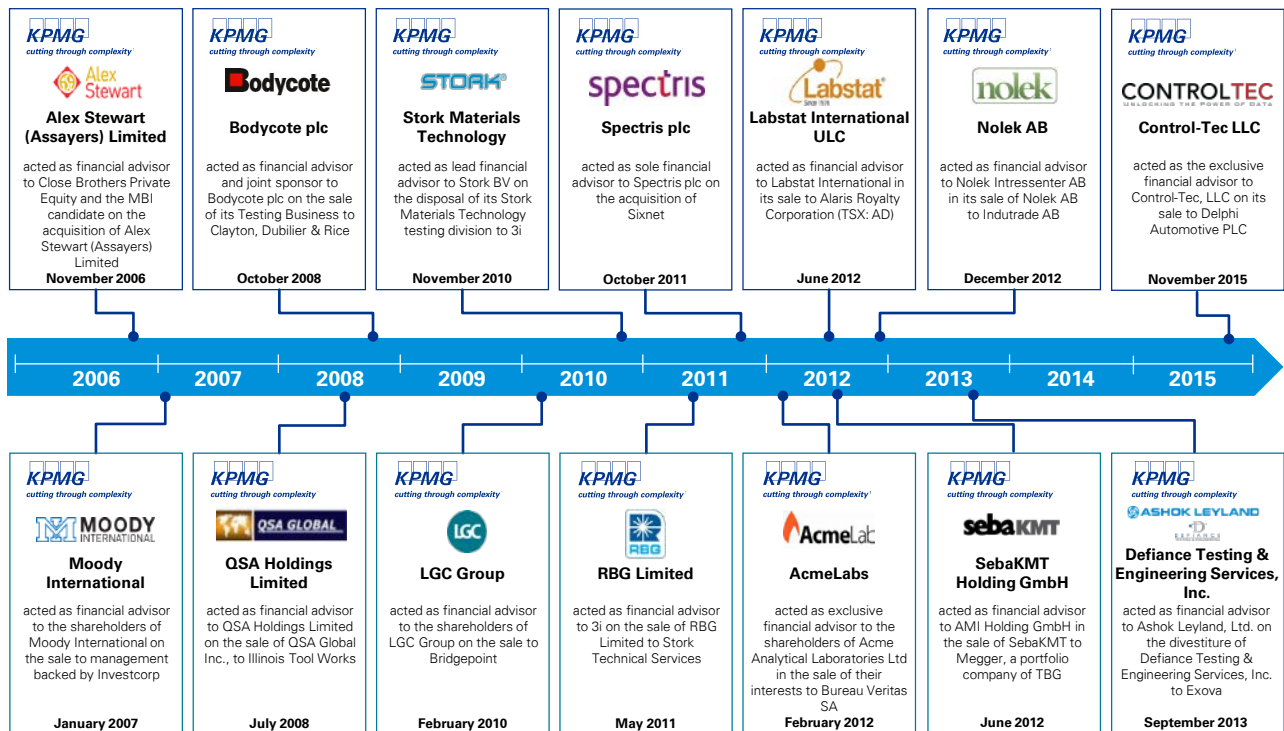 KPMG
cutting through complexity
Alex
Stewart
Alex Stewart
(Assayers) Limited
acted as financial advisor
to Close Brothers Private
Equity and the MBI
candidate on the
acquisition of Alex
Stewart (Assayers)
Limited
November 2006
KPMG
cutting through complexity
Bodycote
Bodycote plc
acted as financial advisor
and joint sponsor to
Bodycote plc on the sale
of its Testing Business to
Clayton, Dubilier & Rice
October 2008
KPMG
cutting through complexity
STORK®
Stork Materials
Technology
acted as lead financial
advisor to Stork BV on
the disposal of its Stork
Materials Technology
testing division to 3i
November 2010
KPMG
cutting through complexity
spectris
Spectris plc
acted as sole financial
advisor to Spectris plc on
the acquisition of
Sixnet
October 2011
KPMG
cutting through complexity
Labstat
Since 1976
Labstat International
ULC
acted as financial advisor
to Labstat International in
its sale to Alaris Royalty
Corporation (TSX: AD)
June 2012
KPMG
cutting through complexity
nolek
Nolek AB
acted as financial advisor
to Nolek Intressenter AB
in its sale of Nolek AB
to Indutrade AB
December 2012
KPMG
cutting through complexity
CONTROLTEC
UNLOCKING THE POWER OF DATA
Control-Tec LLC
acted as the exclusive
financial advisor to
Control-Tec, LLC on its
sale to Delphi
Automotive PLC
November 2015
2006 2007 2008 2009 2010 2011 2012 2013 2014 2015
KPMG
cutting through complexity
MOODY
INTERNATIONAL
Moody
International
acted as financial advisor
to the shareholders of
Moody International on
the sale to management
backed by Investcorp
January 2007
KPMG
cutting through complexity
QSA GLOBAL
QSA Holdings
Limited
acted as financial advisor
to QSA Holdings Limited
on the sale of QSA Global
Inc., to Illinois Tool Works
July 2008
KPMG
cutting through complexity
LGC
LGC Group
acted as financial advisor
to the shareholders of
LGC Group on the sale to
Bridgepoint
February 2010
KPMG
cutting through complexity
RBG
RBG Limited
acted as financial advisor
to 3i on the sale of RBG
Limited to Stork
Technical Services
May 2011
KPMG
cutting through complexity
AcmeLab
AcmeLabs
acted as exclusive
financial advisor to the
shareholders of Acme
Analytical Laboratories Ltd
in the sale of their
interests to Bureau Veritas
SA
February 2012
KPMG
cutting through complexity
seba KMT
SebaKMT
Holding GmbH
acted as financial advisor
to AMI Holding GmbH in
the sale of SebaKMT to
Megger, a portfolio
company of TBG
June 2012
KPMG
cutting through complexity
ASHOK LEYLAND
D
DEFIANCE
Defiance Testing &
Engineering Services,
Inc.
acted as financial advisor
to Ashok Leyland, Ltd. on
the divestiture of
Defiance Testing &
Engineering Services, Inc.
to Exova
September 2013